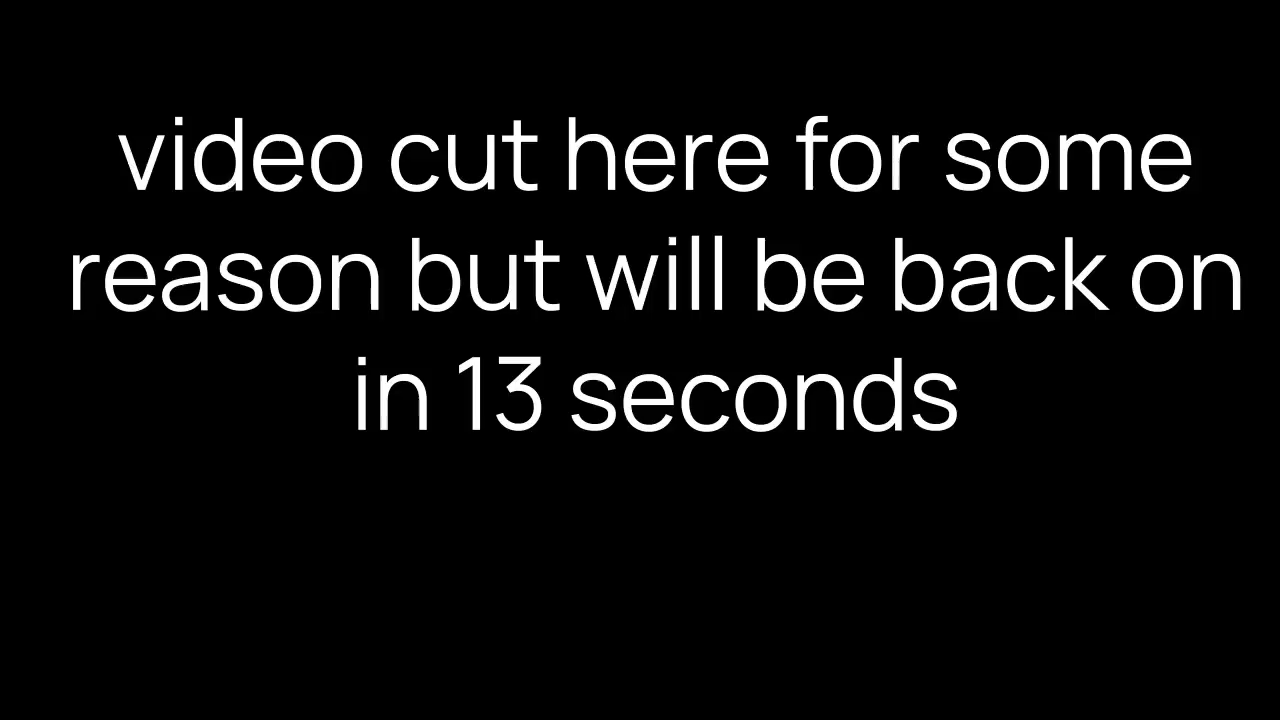 video cut here for some
reason but will be back on
in 13 seconds